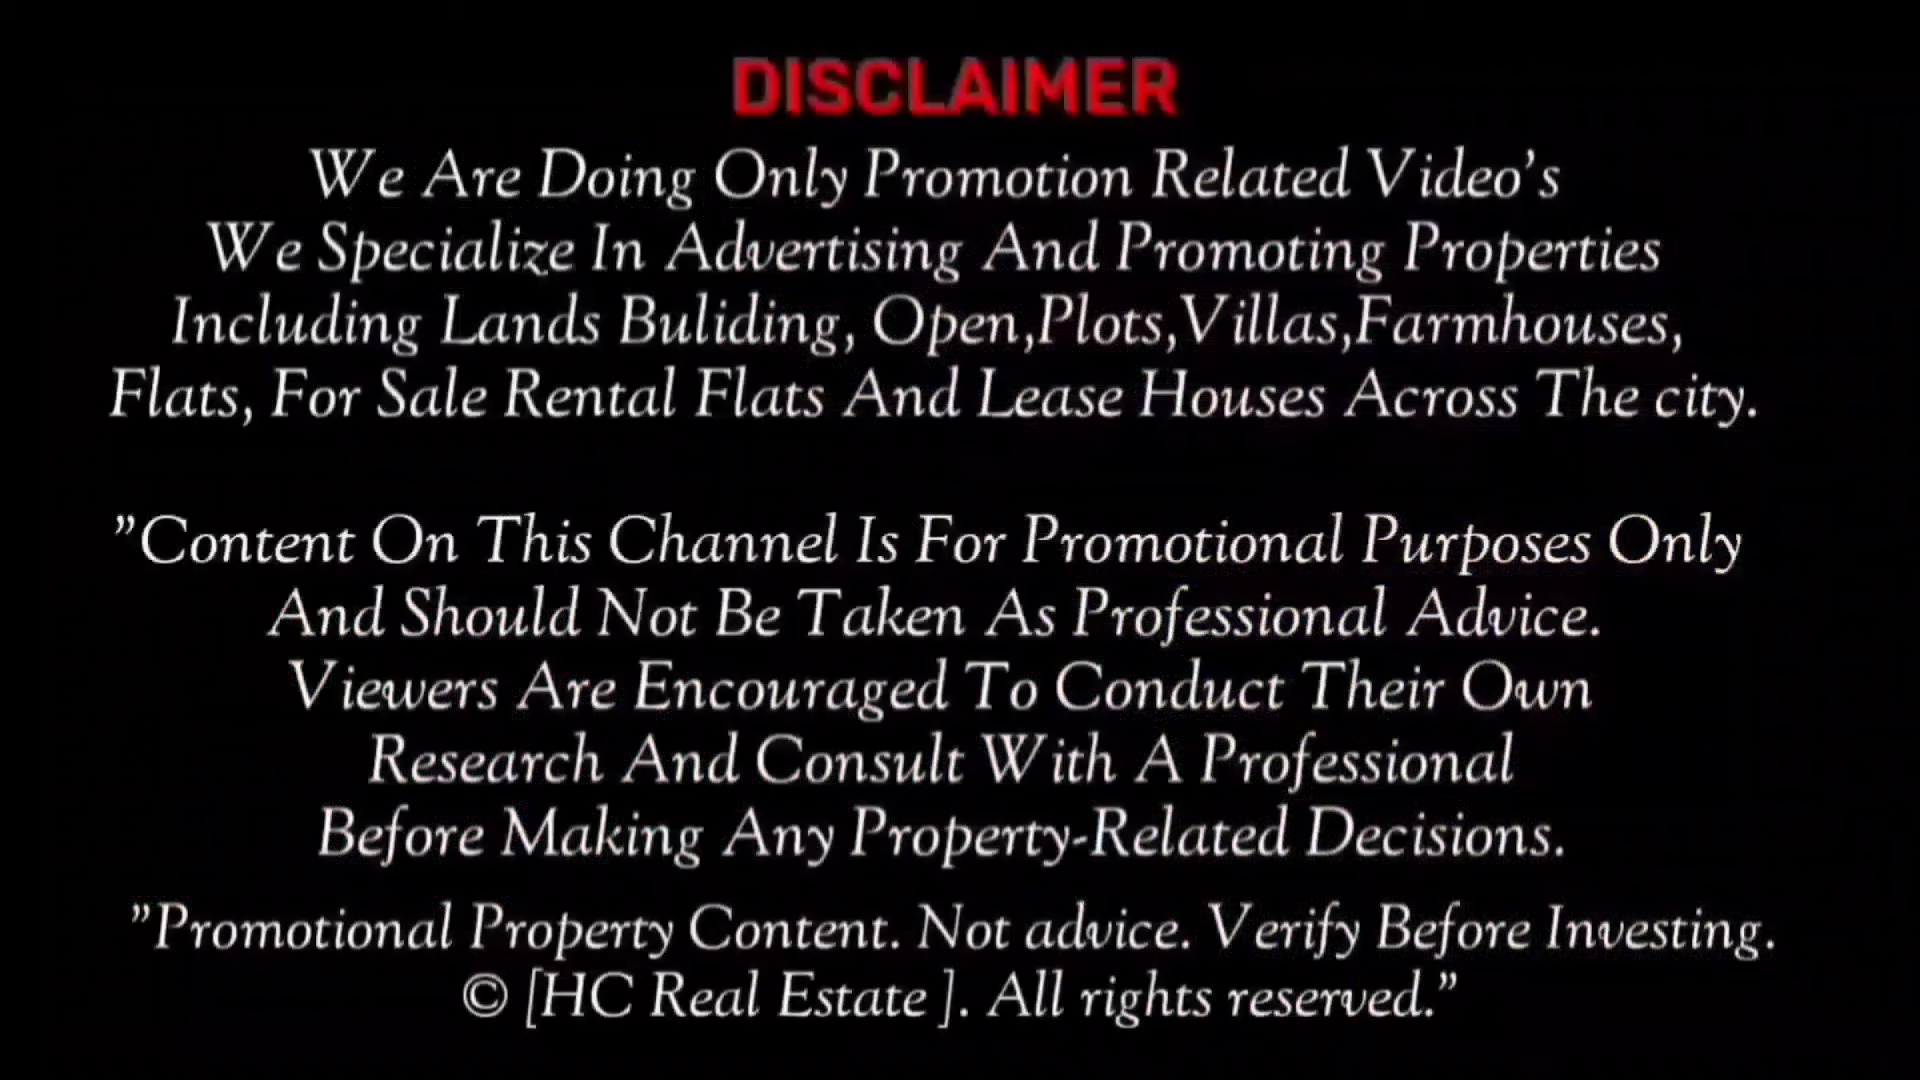 DISCLAIMER
We Are Doing Only Promotion Related Video's
We Specialize In Advertising And Promoting Properties
Including Lands Buliding, Open,Plots,Villas,Farmhouses,
Flats, For Sale Rental Flats And Lease Houses Across The city.
"Content On This Channel Is For Promotional Purposes Only
And Should Not Be Taken As Professional Advice.
Viewers Are Encouraged To Conduct Their Own
Research And Consult With A Professional
Before Making Any Property-Related Decisions.
"Promotional Property Content. Not advice. Verify Before Investing.
© [HC Real Estate ]. All rights reserved."